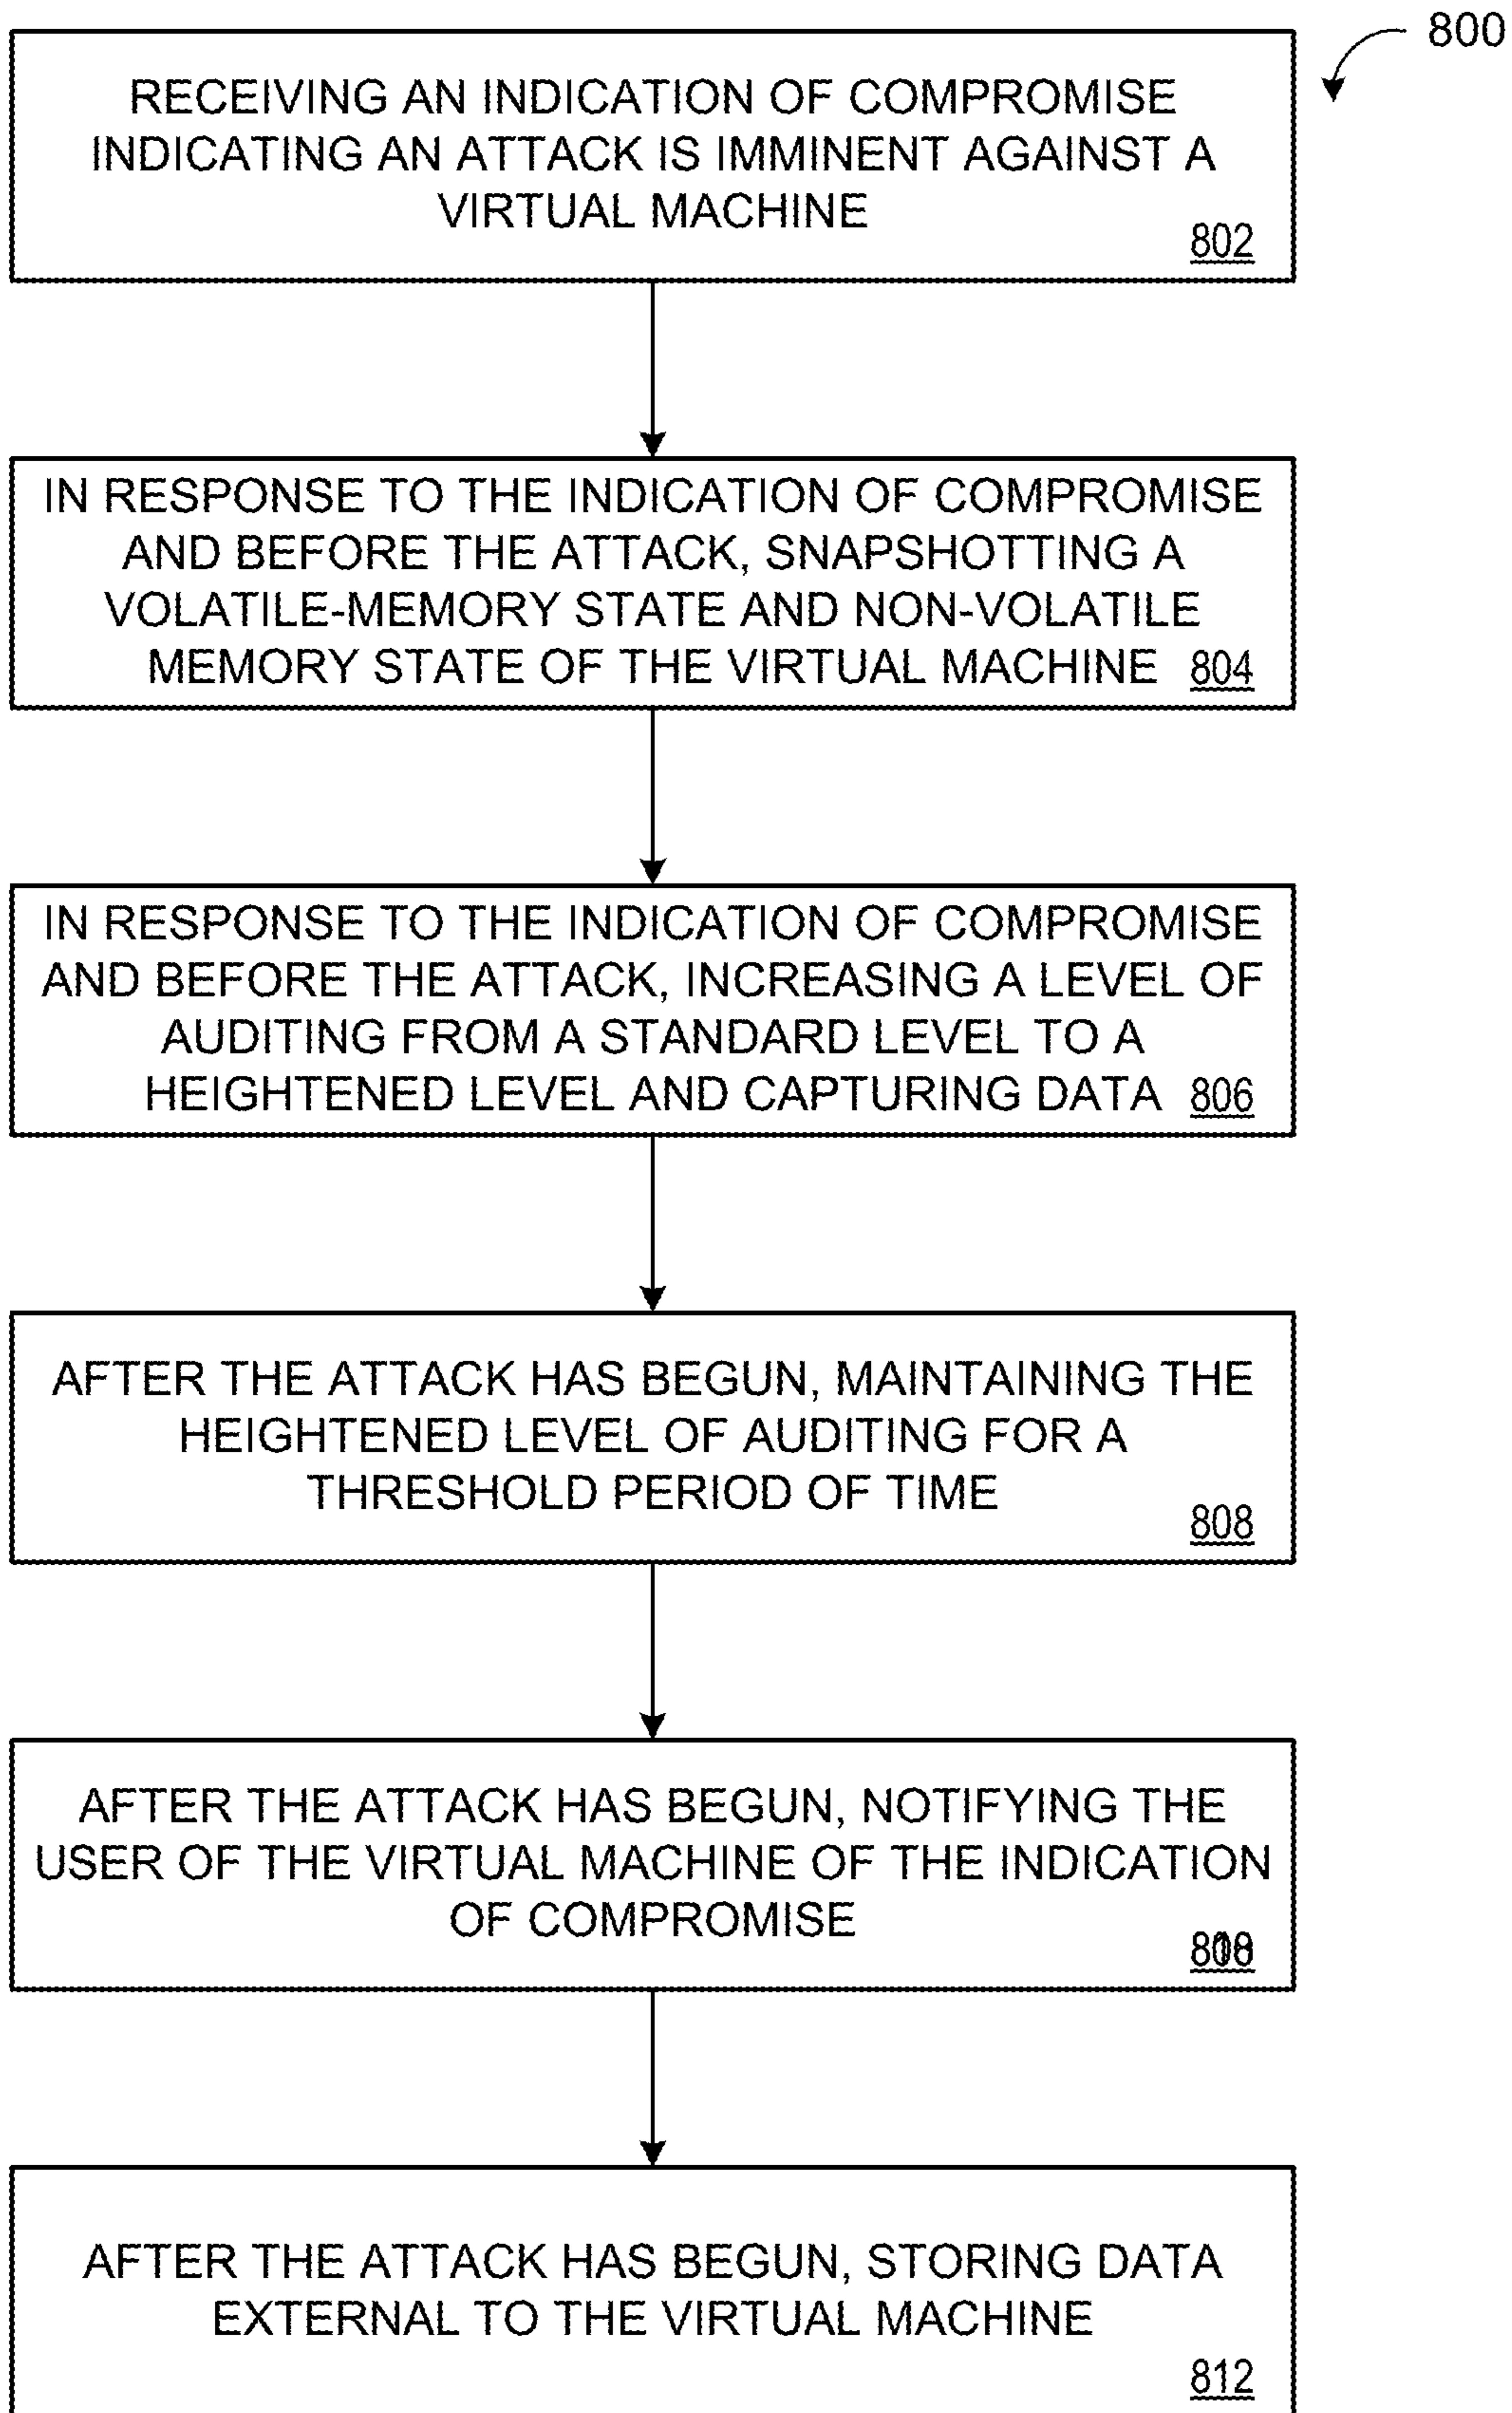 800
RECEIVING AN INDICATION OF COMPROMISE
INDICATING AN ATTACK IS IMMINENT AGAINST A
VIRTUAL MACHINE
802
IN RESPONSE TO THE INDICATION OF COMPROMISE
AND BEFORE THE ATTACK, SNAPSHOTTING A
VOLATILE-MEMORY STATE AND NON-VOLATILE
MEMORY STATE OF THE VIRTUAL MACHINE 804
IN RESPONSE TO THE INDICATION OF COMPROMISE
AND BEFORE THE ATTACK, INCREASING A LEVEL OF
AUDITING FROM A STANDARD LEVEL TO A
HEIGHTENED LEVEL AND CAPTURING DATA 806
AFTER THE ATTACK HAS BEGUN, MAINTAINING THE
HEIGHTENED LEVEL OF AUDITING FOR A
THRESHOLD PERIOD OF TIME
808
AFTER THE ATTACK HAS BEGUN, NOTIFYING THE
USER OF THE VIRTUAL MACHINE OF THE INDICATION
OF COMPROMISE
AFTER THE ATTACK HAS BEGUN, STORING DATA
EXTERNAL TO THE VIRTUAL MACHINE
812